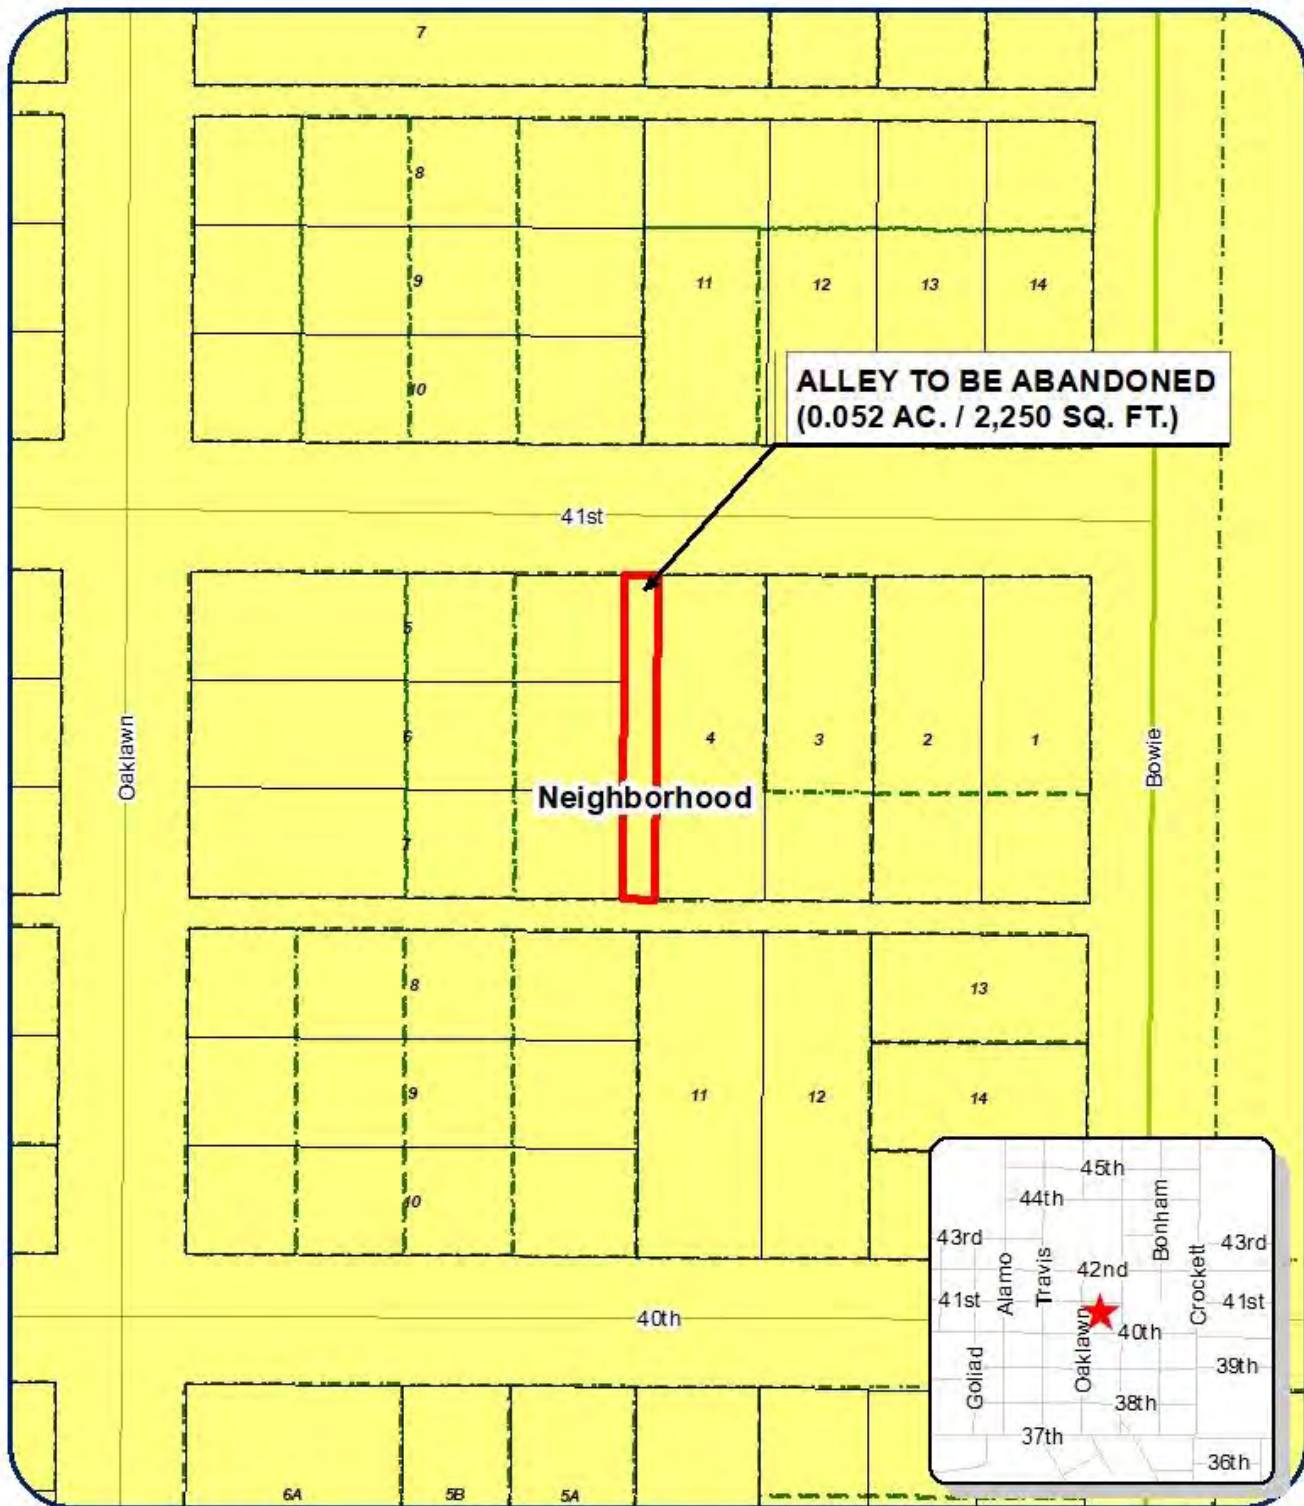 7
8
9
10
11
12
13
14
ALLEY TO BE ABANDONED
(0.052 AC. / 2,250 SQ. FT.)
41st
5
6
7
4
3
2
1
Oaklawn
Bowie
Neighborhood
8
9
10
11
12
13
14
40th
6A
5B
5A
45th
44th
Bonham
43rd
43rd
Alamo
Travis
42nd
Crockett
41st
41st
Oaklawn
40th
Goliad
39th
38th
37th
36th